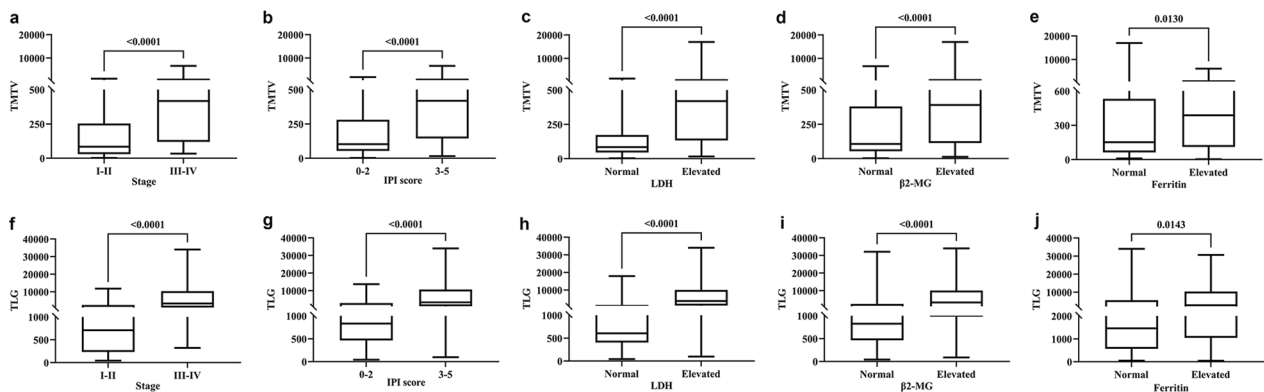 a
<0.0001
20000
10000
500
250
0
TMTV
I-II
III-IV
Stage
b
<0.0001
20000
10000
500
250
0
TMTV
0-2
3-5
IPI score
c
<0.0001
20000
10000
500
250
0
TMTV
Normal
Elevated
LDH
d
<0.0001
20000
10000
500
250
0
TMTV
Normal
Elevated
β2-MG
e
0.0130
20000
10000
600
300
0
TMTV
Normal
Elevated
Ferritin
f
<0.0001
40000
30000
20000
10000
1000
500
0
TLG
I-II
III-IV
Stage
g
<0.0001
40000
30000
20000
10000
1000
500
0
TLG
0-2
3-5
IPI score
h
<0.0001
40000
30000
20000
10000
1000
500
0
TLG
Normal
Elevated
LDH
i
<0.0001
40000
30000
20000
10000
1000
500
0
TLG
Normal
Elevated
β2-MG
j
0.0143
40000
30000
20000
10000
2000
1000
0
TLG
Normal
Elevated
Ferritin